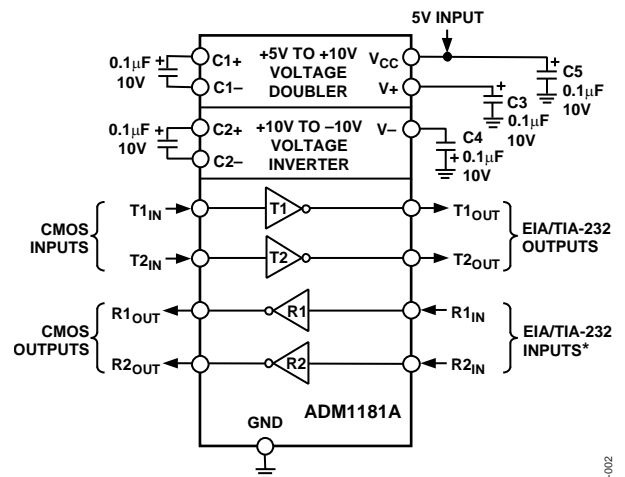 5V INPUT
0.1μF
10V
+
C1+
C1–
+5V TO +10V
VOLTAGE
DOUBLER
VCC
V+
+
C5
0.1μF
10V
+
C3
0.1μF
10V
0.1μF
10V
+
C2+
C2–
+10V TO –10V
VOLTAGE
INVERTER
V–
C4
+ 0.1μF
10V
CMOS
INPUTS
T1IN
T1
T1OUT
T2IN
T2
T2OUT
EIA/TIA-232
OUTPUTS
CMOS
OUTPUTS
R1OUT
R1
R1IN
R2OUT
R2
R2IN
EIA/TIA-232
INPUTS*
GND
ADM1181A
-002